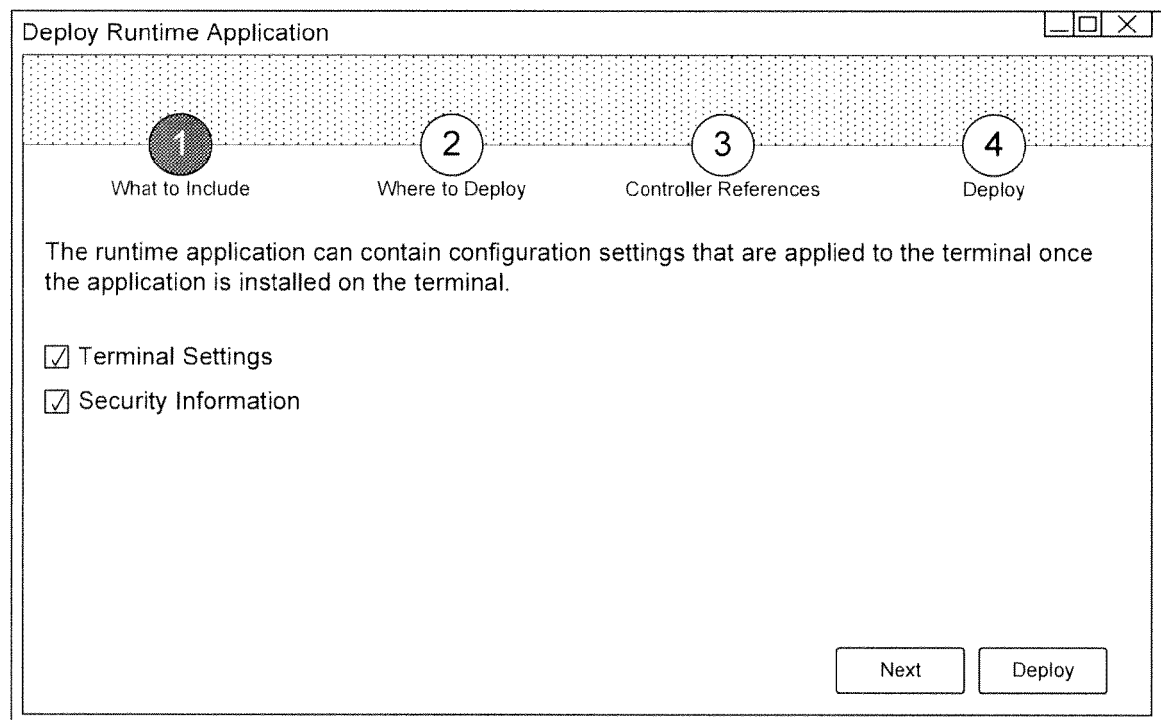 Deploy Runtime Application
1 2 3 4
What to Include Where to Deploy Controller References Deploy
The runtime application can contain configuration settings that are applied to the terminal once
the application is installed on the terminal.
Terminal Settings
Security Information
Next Deploy